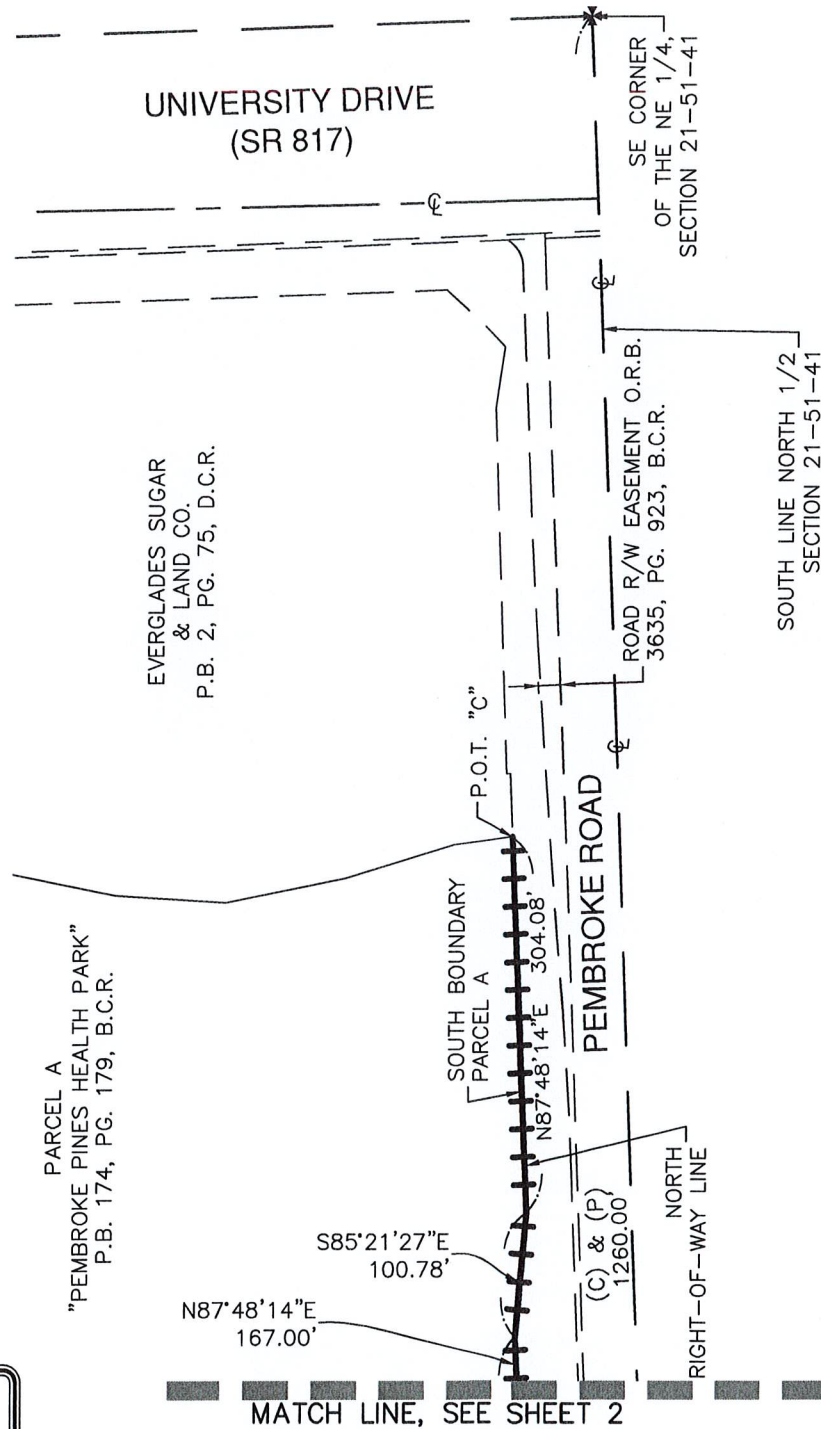 UNIVERSITY DRIVE
(SR 817)
SE CORNER
OF THE NE 1/4,
SECTION 21-51-41
EVERGLADES SUGAR
& LAND CO.
P.B. 2, PG. 75, D.C.R.
ROAD R/W EASEMENT O.R.B.
3635, PG. 923, B.C.R.
SOUTH LINE NORTH 1/2
SECTION 21-51-41
P.O.T. "C"
PARCEL A
"PEMBROKE PINES HEALTH PARK"
P.B. 174, PG. 179, B.C.R.
SOUTH BOUNDARY
PARCEL A
N87°48'14"E 304.08'
PEMBROKE ROAD
S85°21'27"E
100.78'
N87°48'14"E
167.00'
(C) & (P)
1260.00'
NORTH
RIGHT-OF-WAY LINE
MATCH LINE, SEE SHEET 2